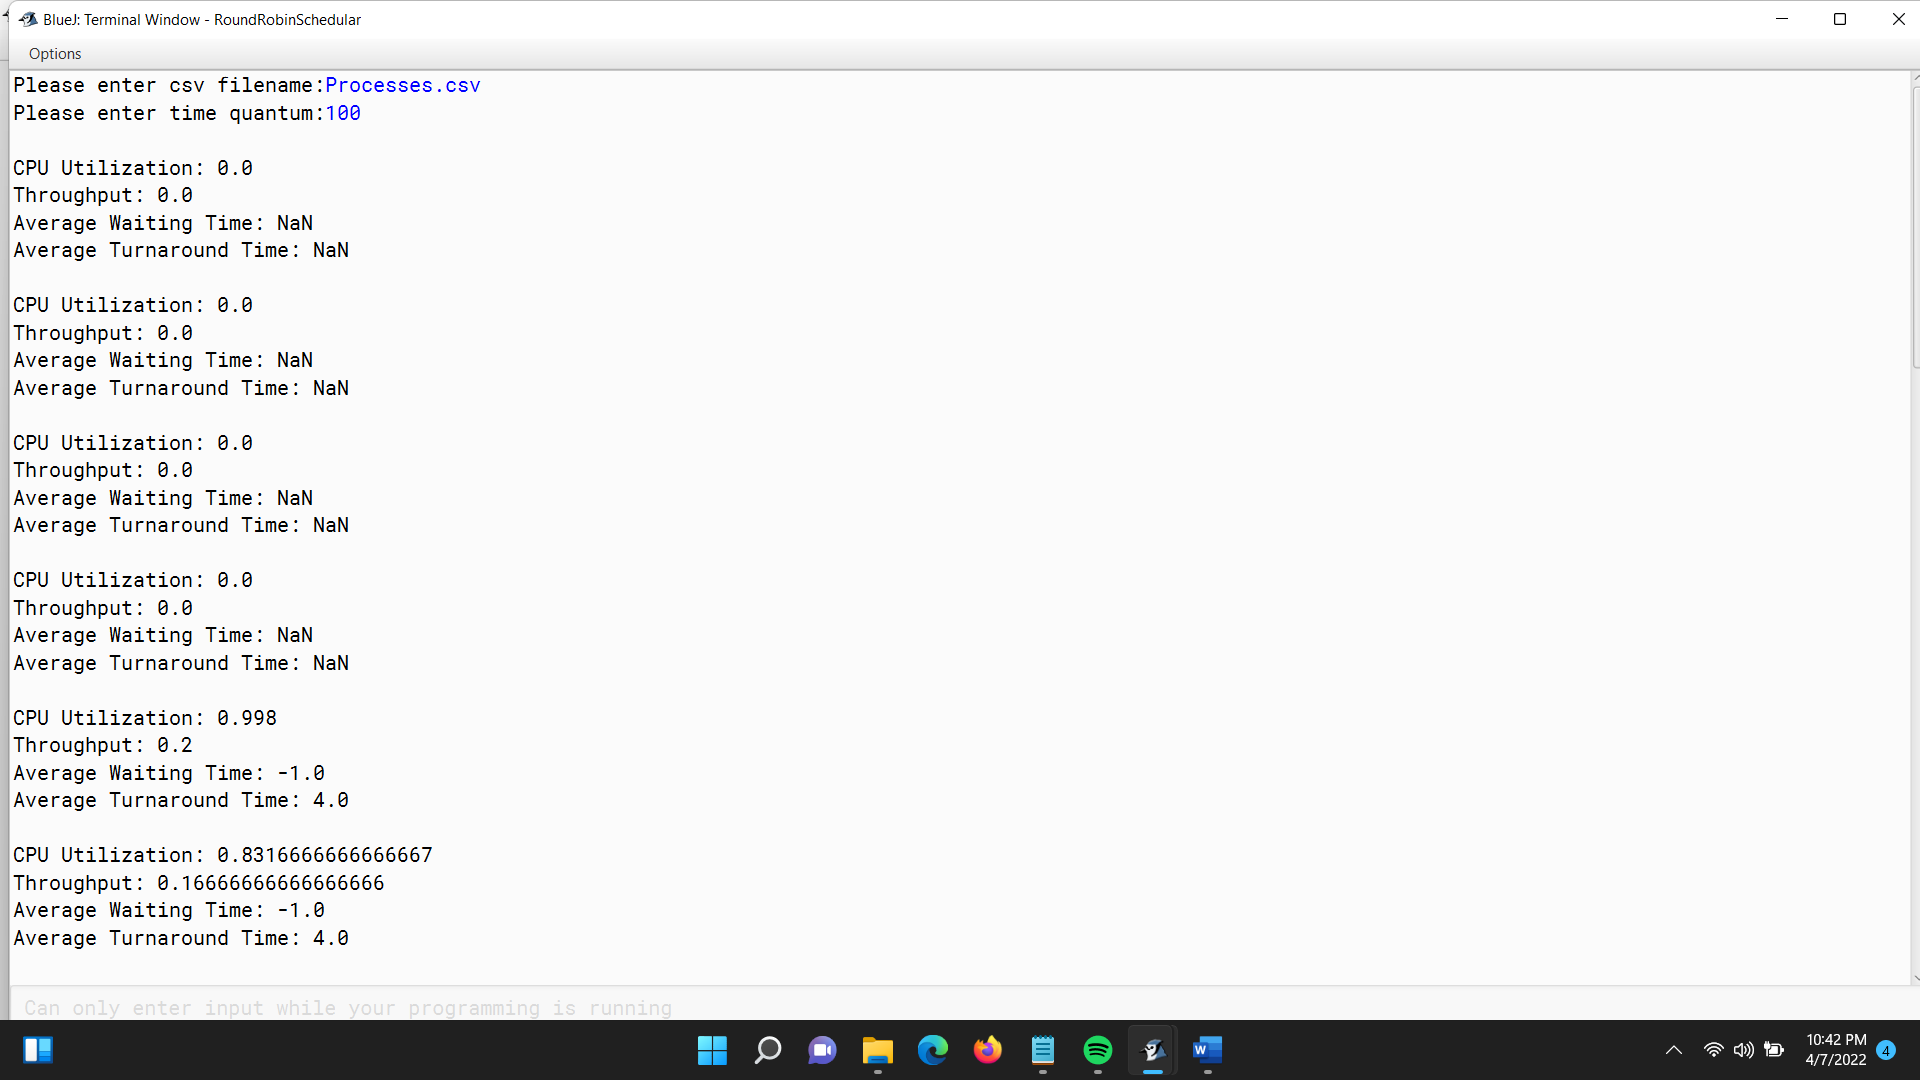 BlueJ: Terminal Window - RoundRobinSchedular
Options
Please enter csv filename:Processes.csv
Please enter time quantum:100
CPU Utilization: 0.0
Throughput: 0.0
Average Waiting Time: NaN
Average Turnaround Time: NaN
CPU Utilization: 0.0
Throughput: 0.0
Average Waiting Time: NaN
Average Turnaround Time: NaN
CPU Utilization: 0.0
Throughput: 0.0
Average Waiting Time: NaN
Average Turnaround Time: NaN
CPU Utilization: 0.0
Throughput: 0.0
Average Waiting Time: NaN
Average Turnaround Time: NaN
CPU Utilization: 0.998
Throughput: 0.2
Average Waiting Time: -1.0
Average Turnaround Time: 4.0
CPU Utilization: 0.8316666666666667
Throughput: 0.16666666666666666
Average Waiting Time: -1.0
Average Turnaround Time: 4.0
Can only enter input while your programming is running
W
10:42 PM
4/7/2022
4